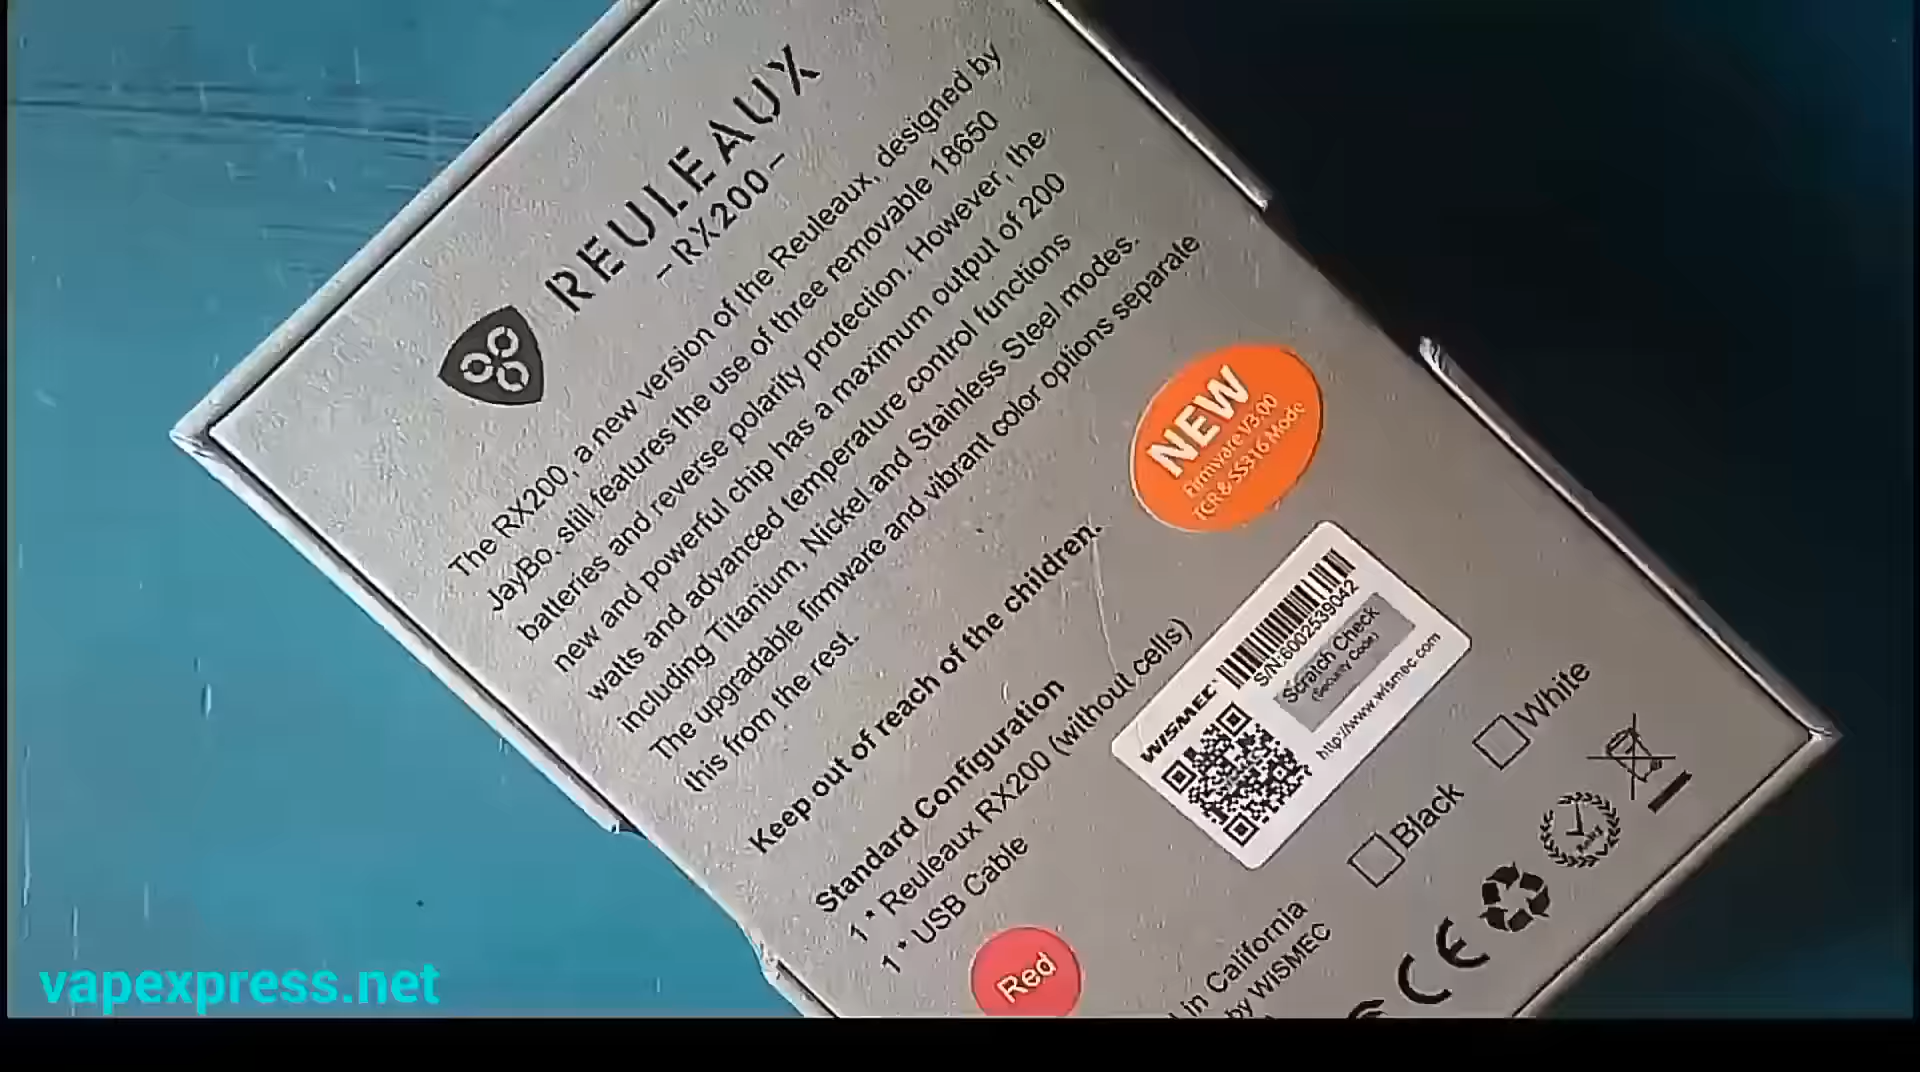 REULEAUX
-RX200-
The RX200, a new version of the Reuleaux, designed by
JayBo, still features the use of three removable 18650
batteries and reverse polarity protection. However, the
new and powerful chip has a maximum output of 200
watts and advanced temperature control functions
including Titanium, Nickel and Stainless Steel modes.
The upgradable firmware and vibrant color options separate
this from the rest.
Keep out of reach of the children.
Standard Configuration
1 * Reuleaux RX200 (without cells)
1 * USB Cable
NEW
Firmware V3.00
TCR & SS316 Mode
WISMEC
S/N:6002539042
Scratch Check
(Security Code)
http://www.wismec.com
Red
Black
White
in California
by WISMEC
CE
vapexpress.net